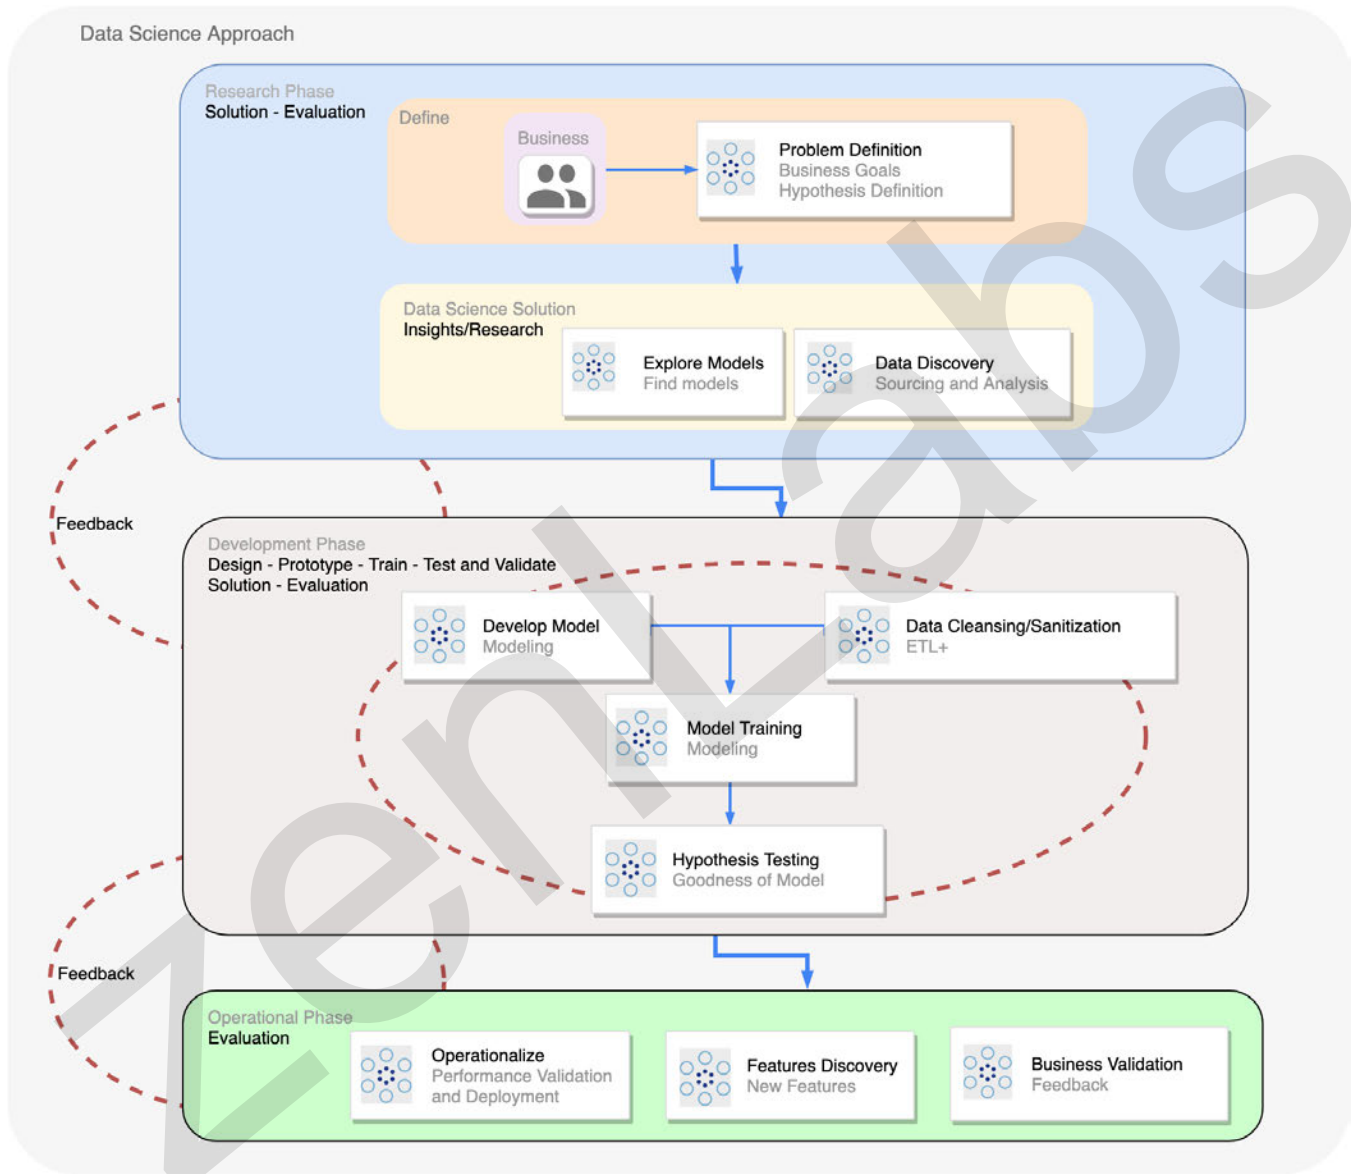 Data Science Approach
Research Phase
Solution - Evaluation
Define
Business
Problem Definition
Business Goals
Hypothesis Definition
Data Science Solution
Insights/Research
Explore Models
Find models
Data Discovery
Sourcing and Analysis
Feedback
Development Phase
Design - Prototype - Train - Test and Validate
Solution - Evaluation
Develop Model
Modeling
Data Cleansing/Sanitization
ETL+
Model Training
Modeling
Hypothesis Testing
Goodness of Model
Feedback
Operational Phase
Evaluation
Operationalize
Performance Validation
and Deployment
Features Discovery
New Features
Business Validation
Feedback
zenLabs